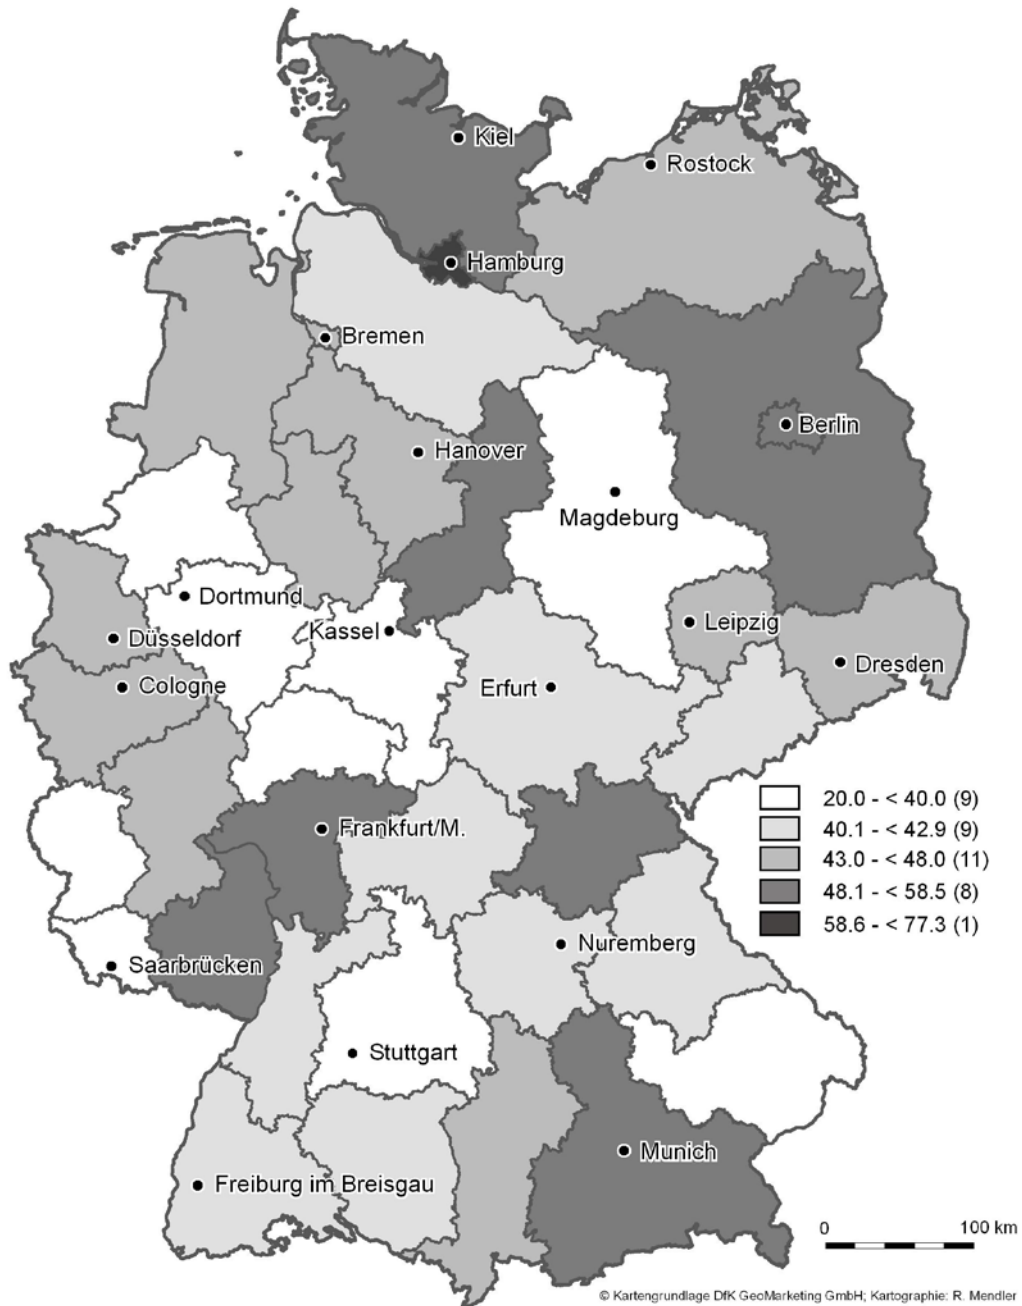 Kiel
Rostock
Hamburg
Bremen
Berlin
Hanover
Magdeburg
Dortmund
Leipzig
Kassel
Düsseldorf
Dresden
Cologne
Erfurt
20.0 - < 40.0 (9)
Frankfurt/M.
40.1 - < 42.9 (9)
43.0 - < 48.0 (11)
48.1 - < 58.5 (8)
58.6 - < 77.3 (1)
Nuremberg
Saarbrücken
Stuttgart
Munich
Freiburg im Breisgau
0 100 km
© Kartengrundlage DfK GeoMarketing GmbH; Kartographie: R. Mendler